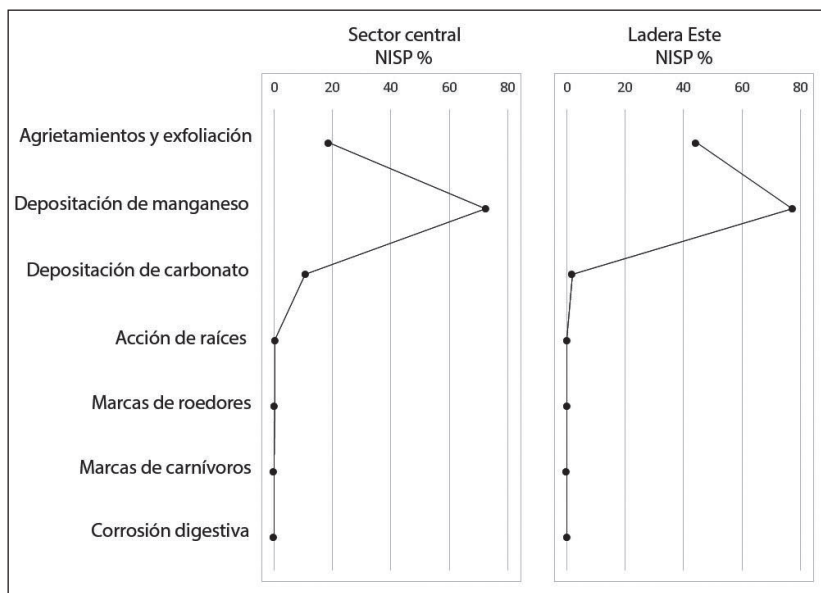 Sector central
NISP %
Ladera Este
NISP %
0 20 40 60 80
0 20 40 60 80
Agrietamientos y exfoliación
Depositación de manganeso
Depositación de carbonato
Acción de raíces
Marcas de roedores
Marcas de carnívoros
Corrosión digestiva